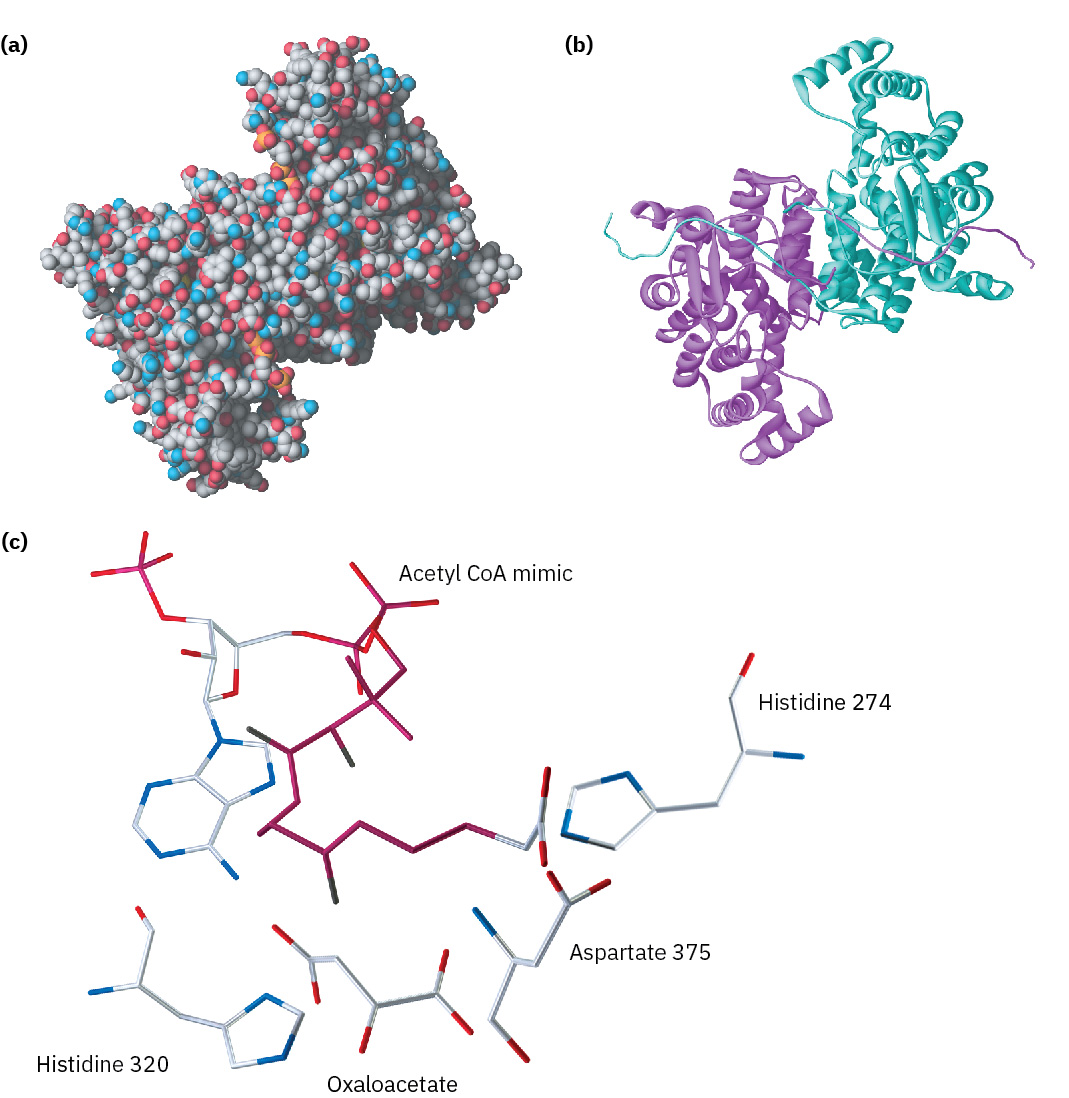 (a)
(b)
(c)
Acetyl CoA mimic
Histidine 274
Aspartate 375
Histidine 320
Oxaloacetate